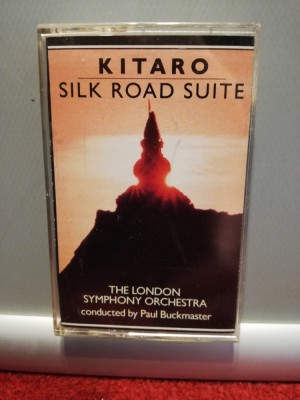 KITARO
SILK ROAD SUITE
THE LONDON
SYMPHONY ORCHESTRA
conducted by Paul Buckmaster